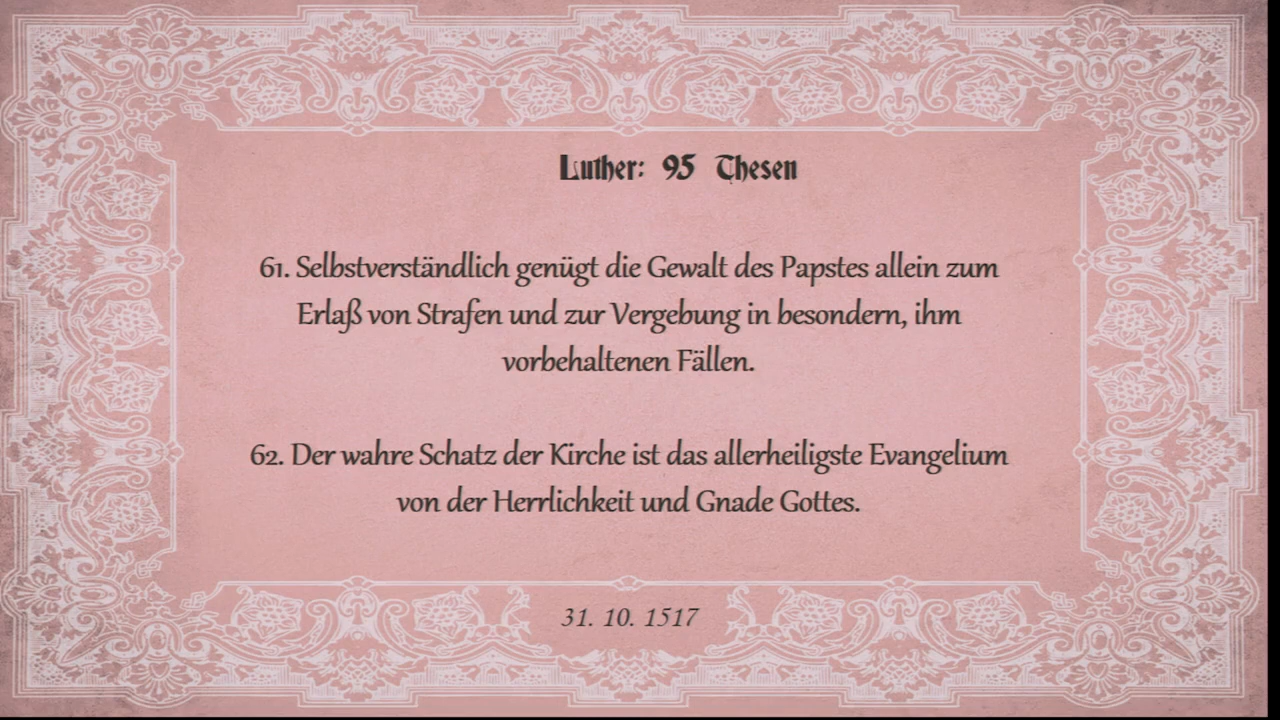 Luther: 95 Thesen
61. Selbstverständlich genügt die Gewalt des Papstes allein zum
Erlaß von Strafen und zur Vergebung in besondern, ihm
vorbehaltenen Fällen.
62. Der wahre Schatz der Kirche ist das allerheiligste Evangelium
von der Herrlichkeit und Gnade Gottes.
31. 10. 1517